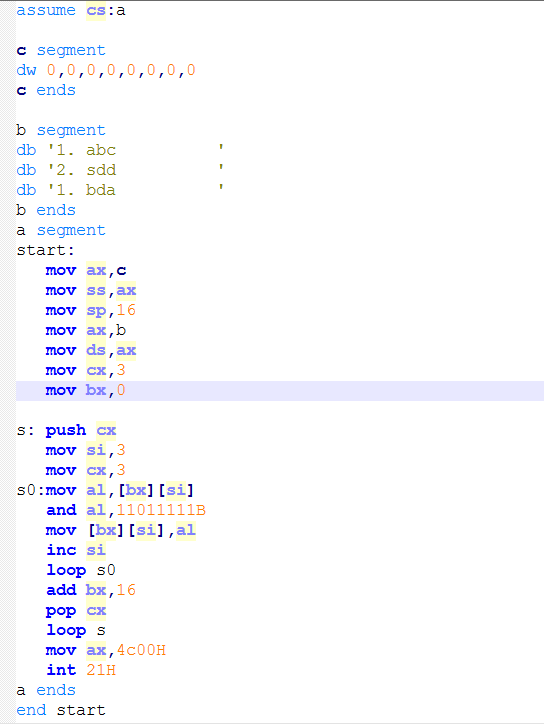 assume cs:a
c segment
dw 0,0,0,0,0,0,0,0
c ends
b segment
db '1. abc          '
db '2. sdd          '
db '1. bda          '
b ends
a segment
start:
   mov ax,c
   mov ss,ax
   mov sp,16
   mov ax,b
   mov ds,ax
   mov cx,3
   mov bx,0
s: push cx
   mov si,3
   mov cx,3
s0:mov al,[bx][si]
   and al,11011111B
   mov [bx][si],al
   inc si
   loop s0
   add bx,16
   pop cx
   loop s
   mov ax,4c00H
   int 21H
a ends
end start